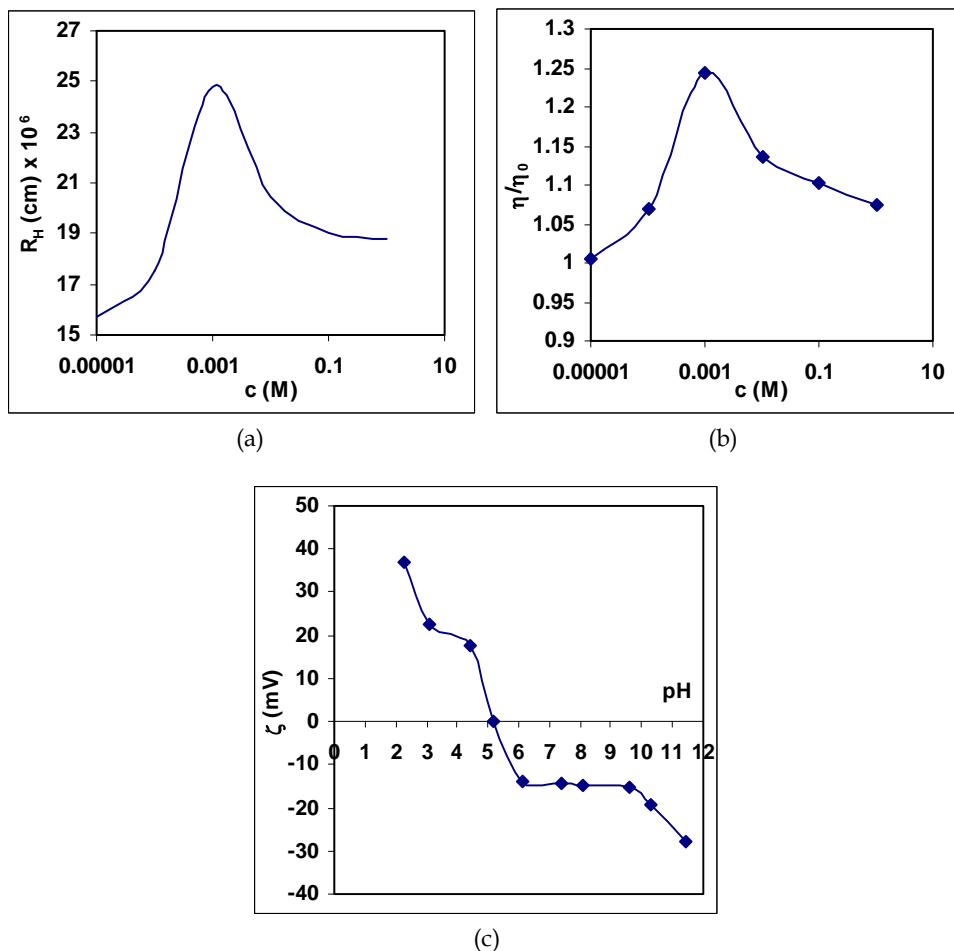 27
25
23
21
19
17
15
R_H (cm) x 10⁶
0.00001 0.001 0.1 10
c (M)
(a)
1.3
1.25
1.2
1.15
1.1
1.05
1
0.95
0.9
η/η₀
0.00001 0.001 0.1 10
c (M)
(b)
50
40
30
20
10
0
-10
-20
-30
-40
ζ (mV)
pH
0 1 2 3 4 5 6 7 8 9 10 11 12
(c)